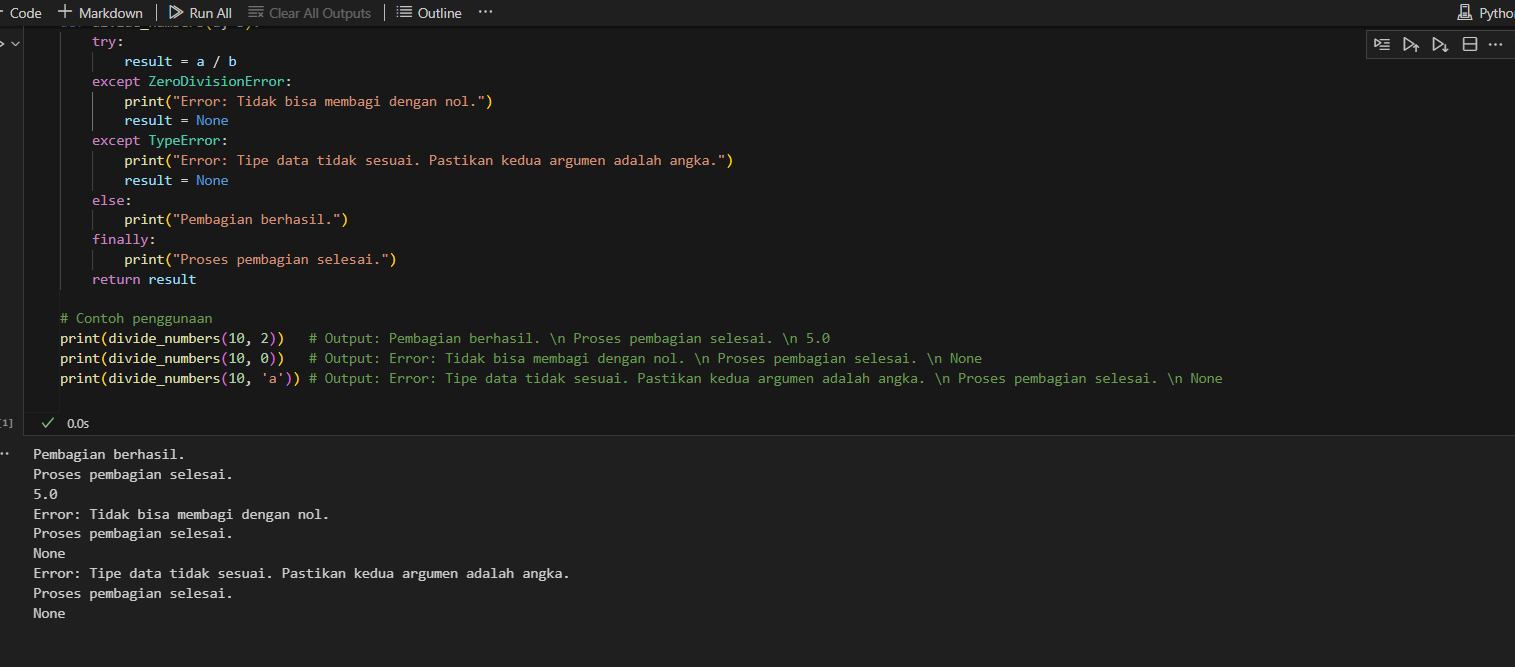 Code + Markdown | Run All Clear All Outputs | Outline ...
try:
result = a / b
except ZeroDivisionError:
print("Error: Tidak bisa membagi dengan nol.")
result = None
except TypeError:
print("Error: Tipe data tidak sesuai. Pastikan kedua argumen adalah angka.")
result = None
else:
print("Pembagian berhasil.")
finally:
print("Proses pembagian selesai.")
return result
# Contoh penggunaan
print(divide_numbers(10, 2)) # Output: Pembagian berhasil. \n Proses pembagian selesai. \n 5.0
print(divide_numbers(10, 0)) # Output: Error: Tidak bisa membagi dengan nol. \n Proses pembagian selesai. \n None
print(divide_numbers(10, 'a')) # Output: Error: Tipe data tidak sesuai. Pastikan kedua argumen adalah angka. \n Proses pembagian selesai. \n None
[1] 0.0s
Pembagian berhasil.
Proses pembagian selesai.
5.0
Error: Tidak bisa membagi dengan nol.
Proses pembagian selesai.
None
Error: Tipe data tidak sesuai. Pastikan kedua argumen adalah angka.
Proses pembagian selesai.
None